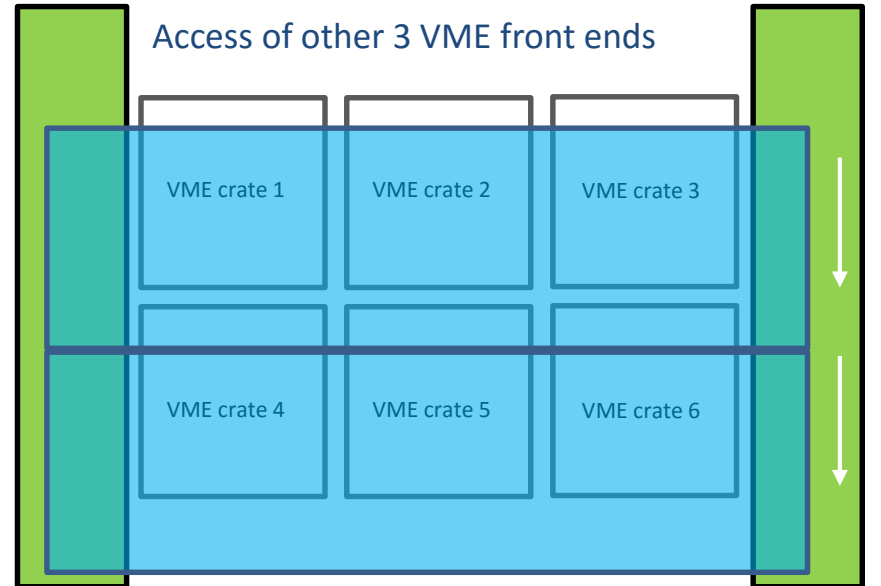 Access of other 3 VME front ends
VME crate 1
VME crate 2
VME crate 3
VME crate 4
VME crate 5
VME crate 6